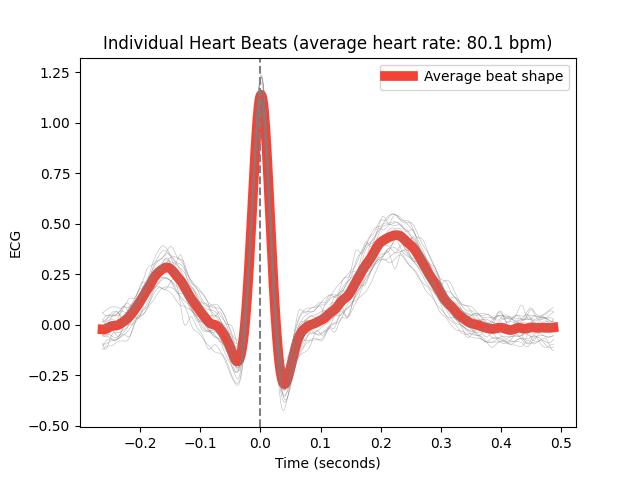 Individual Heart Beats (average heart rate: 80.1 bpm)
Average beat shape
ECG
1.25
1.00
0.75
0.50
0.25
0.00
−0.25
−0.50
−0.2 −0.1 0.0 0.1 0.2 0.3 0.4 0.5
Time (seconds)